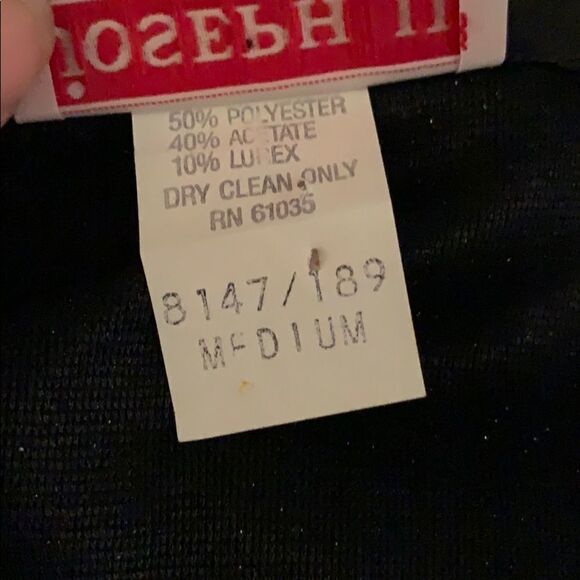 JOSEPH II
50% POLYESTER
40% ACETATE
10% LUREX
DRY CLEAN ONLY
RN 61035
8147/189
MEDIUM